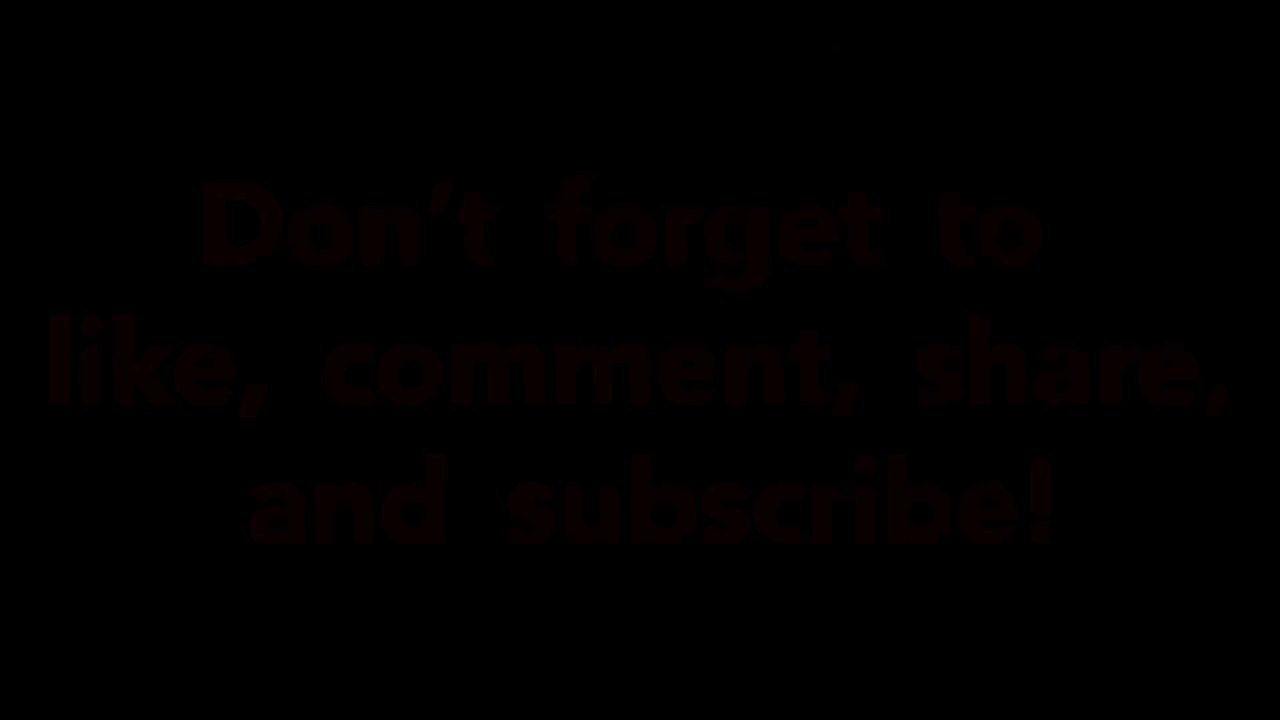 Don't forget to
like, comment, share,
and subscribe!